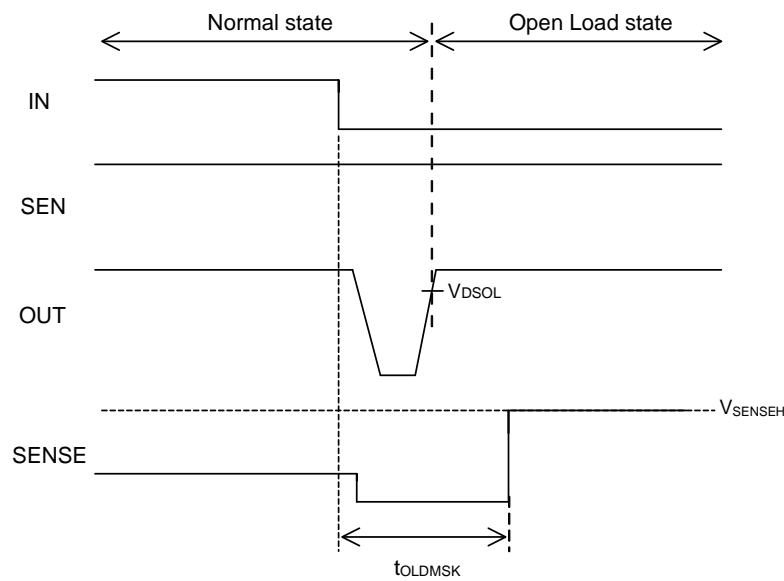 Normal state
Open Load state
IN
SEN
OUT
VDSOL
VSENSEH
SENSE
tOLDMSK